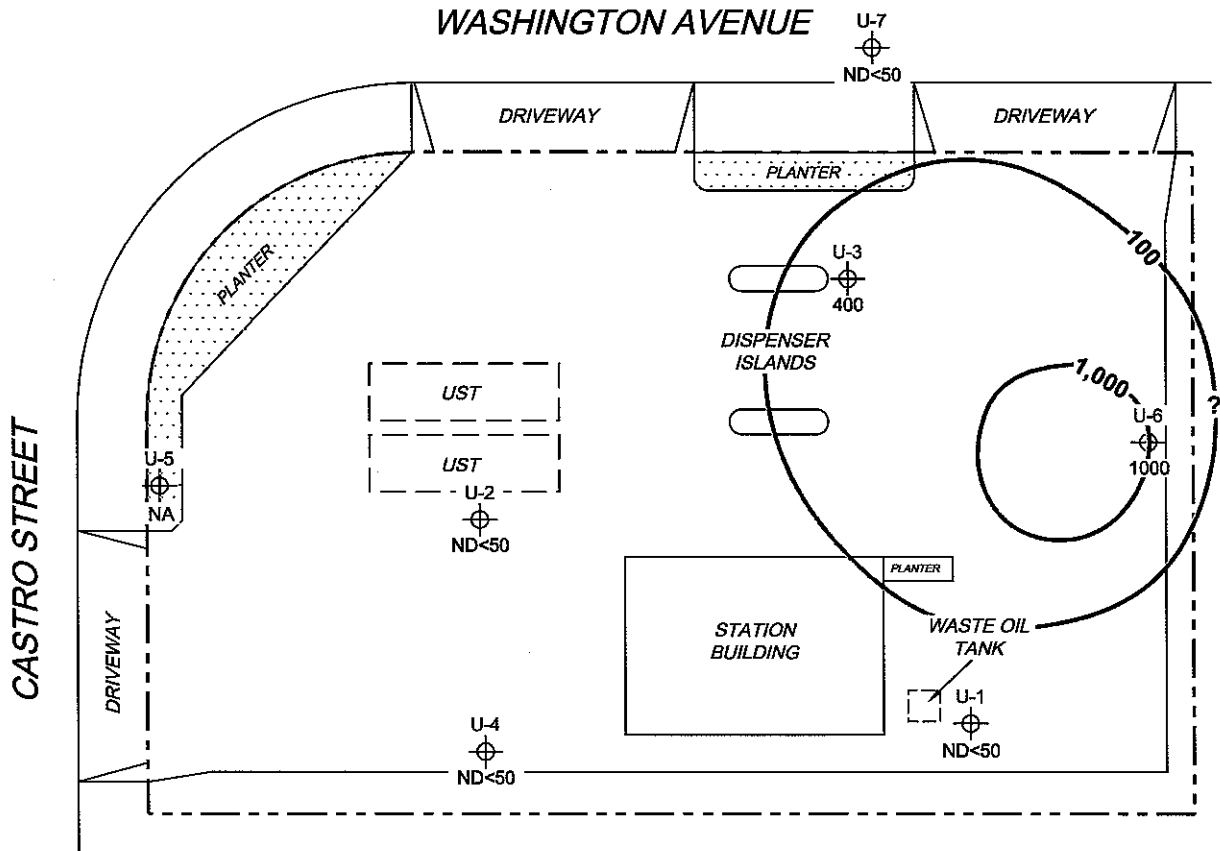 WASHINGTON AVENUE
U-7
ND<50
DRIVEWAY
DRIVEWAY
PLANTER
PLANTER
100
U-3
400
DISPENSER
ISLANDS
UST
UST
1,000
?
U-6
1000
U-5
NA
U-2
ND<50
CASTRO STREET
PLANTER
STATION
BUILDING
WASTE OIL
TANK
DRIVEWAY
U-1
ND<50
U-4
ND<50